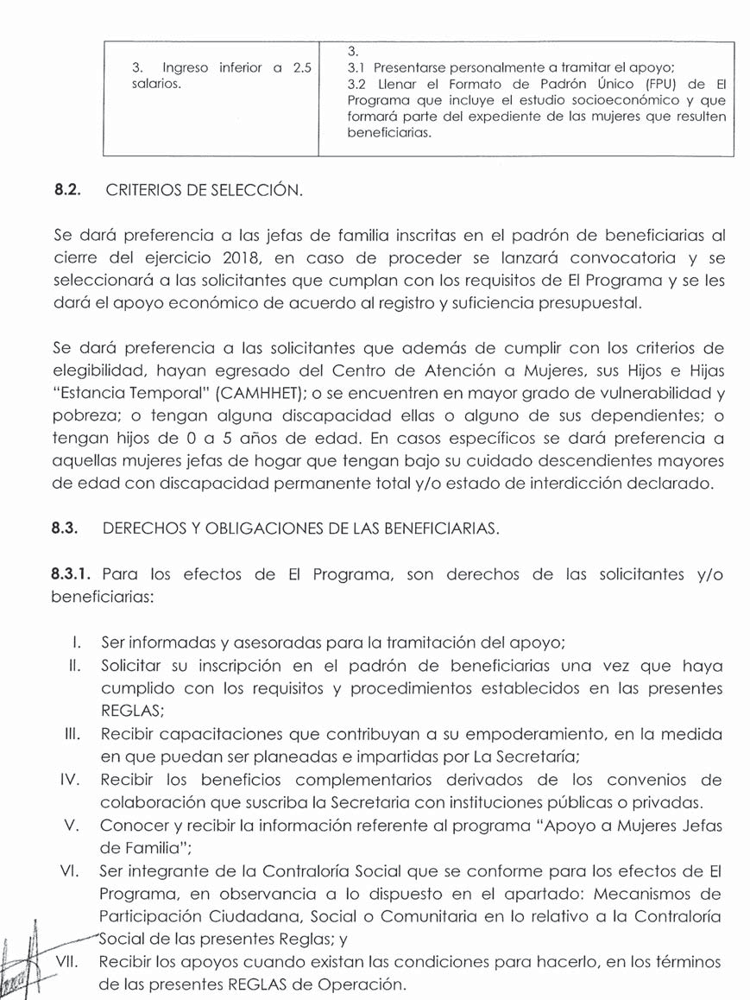 3. Ingreso inferior a 2.5
salarios.
3.
3.1 Presentarse personalmente a tramitar el apoyo;
3.2 Llenar el Formato de Padrón Único (FPU) de El
Programa que incluye el estudio socioeconómico y que
formará parte del expediente de las mujeres que resulten
beneficiarias.
8.2. CRITERIOS DE SELECCIÓN.
Se dará preferencia a las jefas de familia inscritas en el padrón de beneficiarias al
cierre del ejercicio 2018, en caso de proceder se lanzará convocatoria y se
seleccionará a las solicitantes que cumplan con los requisitos de El Programa y se les
dará el apoyo económico de acuerdo al registro y suficiencia presupuestal.
Se dará preferencia a las solicitantes que además de cumplir con los criterios de
elegibilidad, hayan egresado del Centro de Atención a Mujeres, sus Hijos e Hijas
"Estancia Temporal" (CAMHHET); o se encuentren en mayor grado de vulnerabilidad y
pobreza; o tengan alguna discapacidad ellas o alguno de sus dependientes; o
tengan hijos de 0 a 5 años de edad. En casos específicos se dará preferencia a
aquellas mujeres jefas de hogar que tengan bajo su cuidado descendientes mayores
de edad con discapacidad permanente total y/o estado de interdicción declarado.
8.3. DERECHOS Y OBLIGACIONES DE LAS BENEFICIARIAS.
8.3.1. Para los efectos de El Programa, son derechos de las solicitantes y/o
beneficiarias:
I. Ser informadas y asesoradas para la tramitación del apoyo;
II. Solicitar su inscripción en el padrón de beneficiarias una vez que haya
cumplido con los requisitos y procedimientos establecidos en las presentes
REGLAS;
III. Recibir capacitaciones que contribuyan a su empoderamiento, en la medida
en que puedan ser planeadas e impartidas por La Secretaría;
IV. Recibir los beneficios complementarios derivados de los convenios de
colaboración que suscriba la Secretaria con instituciones públicas o privadas.
V. Conocer y recibir la información referente al programa "Apoyo a Mujeres Jefas
de Familia";
VI. Ser integrante de la Contraloría Social que se conforme para los efectos de El
Programa, en observancia a lo dispuesto en el apartado: Mecanismos de
Participación Ciudadana, Social o Comunitaria en lo relativo a la Contraloría
Social de las presentes Reglas; y
VII. Recibir los apoyos cuando existan las condiciones para hacerlo, en los términos
de las presentes REGLAS de Operación.